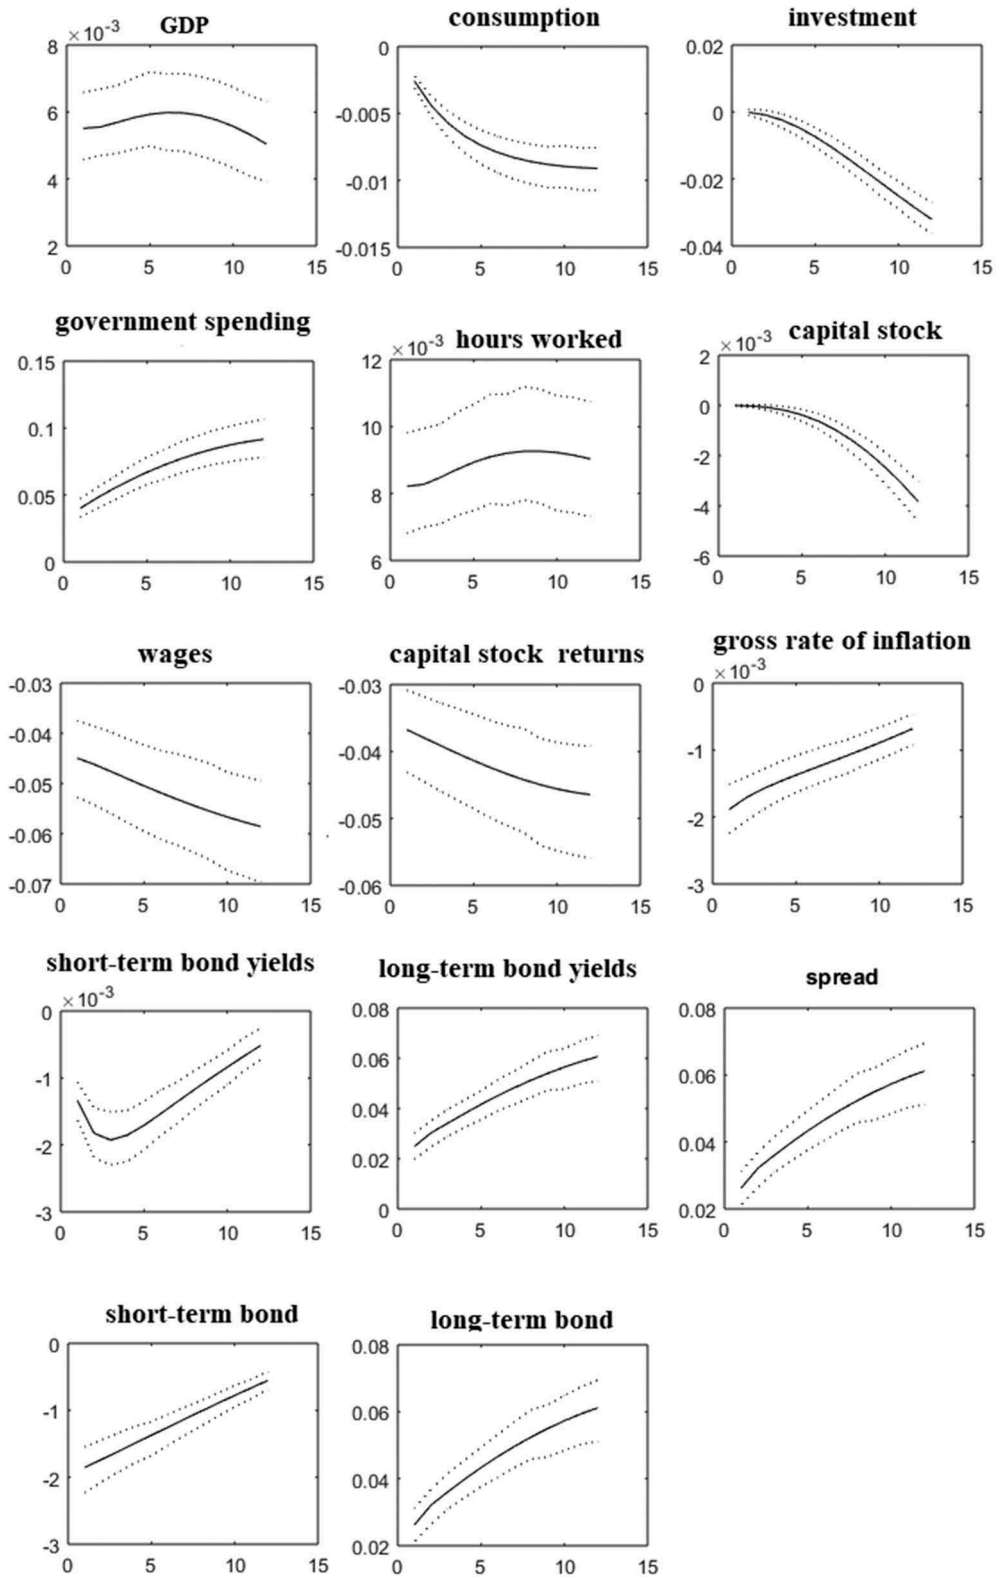 GDP
consumption
investment
× 10⁻³
8
6
4
2
0 5 10 15
0
-0.005
-0.01
-0.015
0 5 10 15
0.02
0
-0.02
-0.04
0 5 10 15
government spending
hours worked
capital stock
0.15
0.1
0.05
0
0 5 10 15
× 10⁻³
12
10
8
6
0 5 10 15
× 10⁻³
2
0
-2
-4
-6
0 5 10 15
wages
capital stock returns
gross rate of inflation
-0.03
-0.04
-0.05
-0.06
-0.07
0 5 10 15
-0.03
-0.04
-0.05
-0.06
0 5 10 15
× 10⁻³
0
-1
-2
-3
0 5 10 15
short-term bond yields
long-term bond yields
spread
× 10⁻³
0
-1
-2
-3
0 5 10 15
0.08
0.06
0.04
0.02
0
0 5 10 15
0.08
0.06
0.04
0.02
0 5 10 15
short-term bond
long-term bond
0
-1
-2
-3
0 5 10 15
0.08
0.06
0.04
0.02
0 5 10 15